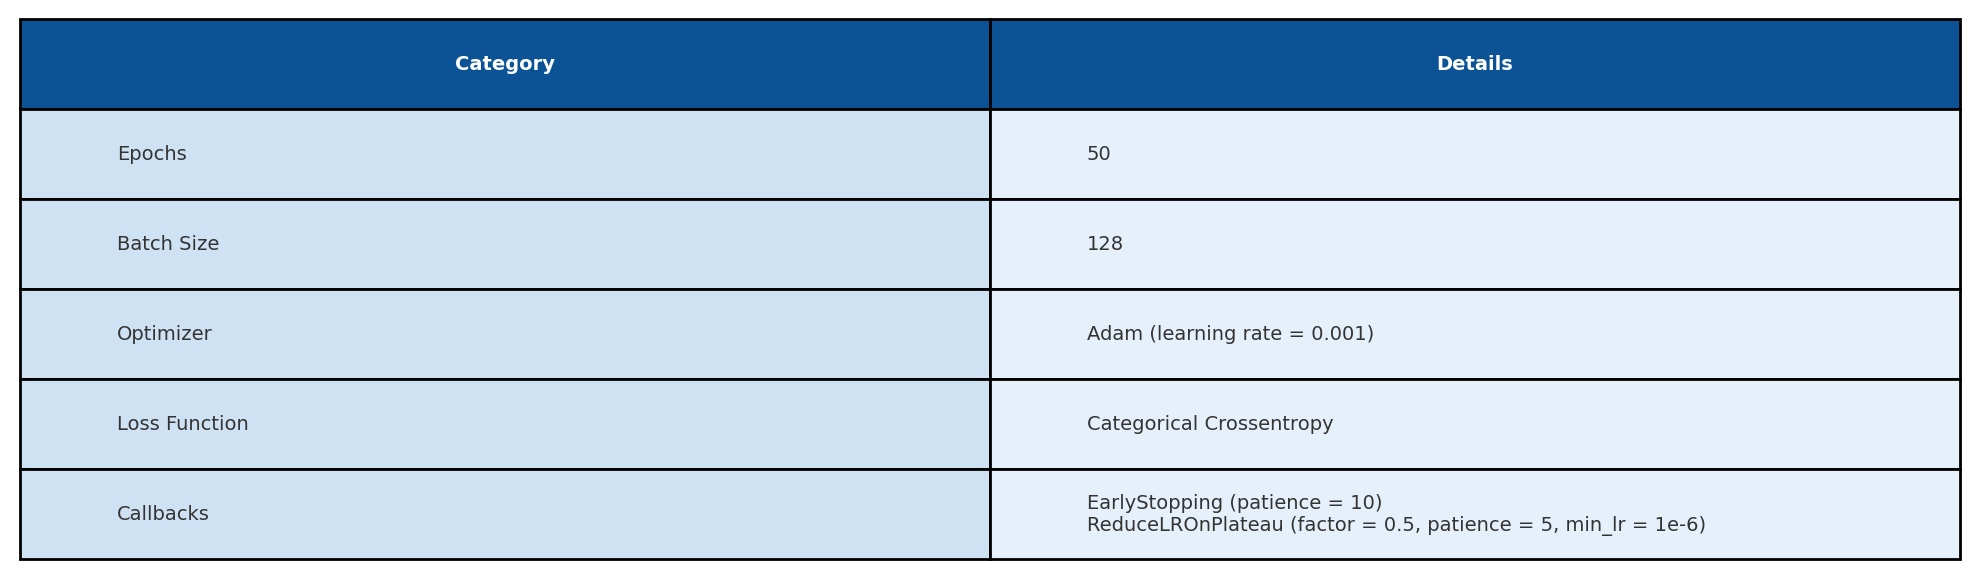 Category Details
Epochs 50
Batch Size 128
Optimizer Adam (learning rate = 0.001)
Loss Function Categorical Crossentropy
Callbacks EarlyStopping (patience = 10)
ReduceLROnPlateau (factor = 0.5, patience = 5, min_lr = 1e-6)